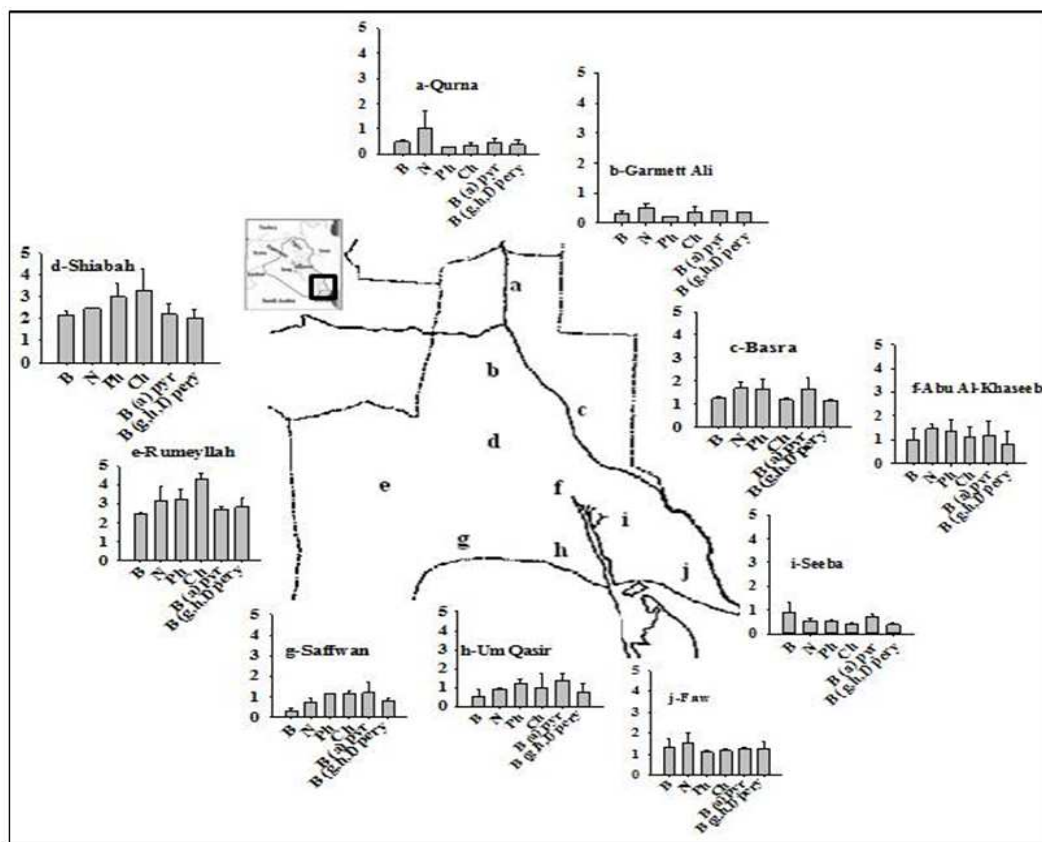 5
4
3
2
1
0
a-Qurna
B
N
Ph
Ch
B (a) pyr
B (g,h,D) pery
5
4
3
2
1
0
b-Garmett Ali
B
N
Ph
Ch
B (a) pyr
B (g,h,D) pery
d-Shiabah
5
4
3
2
1
0
B
N
Ph
Ch
B (a) pyr
B (g,h,D) pery
a
b
c
d
e
f
g
h
i
j
5
4
3
2
1
0
c-Basra
B
N
Ph
Ch
B (a) pyr
B (g,h,D) pery
5
4
3
2
1
0
f-Abu Al-Khaseeb
B
N
Ph
Ch
B (a) pyr
B (g,h,D) pery
e-Rumeyllah
5
4
3
2
1
0
B
N
Ph
Ch
B (a) pyr
B (g,h,D) pery
5
4
3
2
1
0
i-Seeba
B
N
Ph
Ch
B (a) pyr
B (g,h,D) pery
5
4
3
2
1
0
g-Saffwan
B
N
Ph
Ch
B (a) pyr
B (g,h,D) pery
5
4
3
2
1
0
h-Um Qasir
B
N
Ph
Ch
B (a) pyr
B (g,h,D) pery
5
4
3
2
1
0
j-Faw
B
N
Ph
Ch
B (a) pyr
B (g,h,D) pery